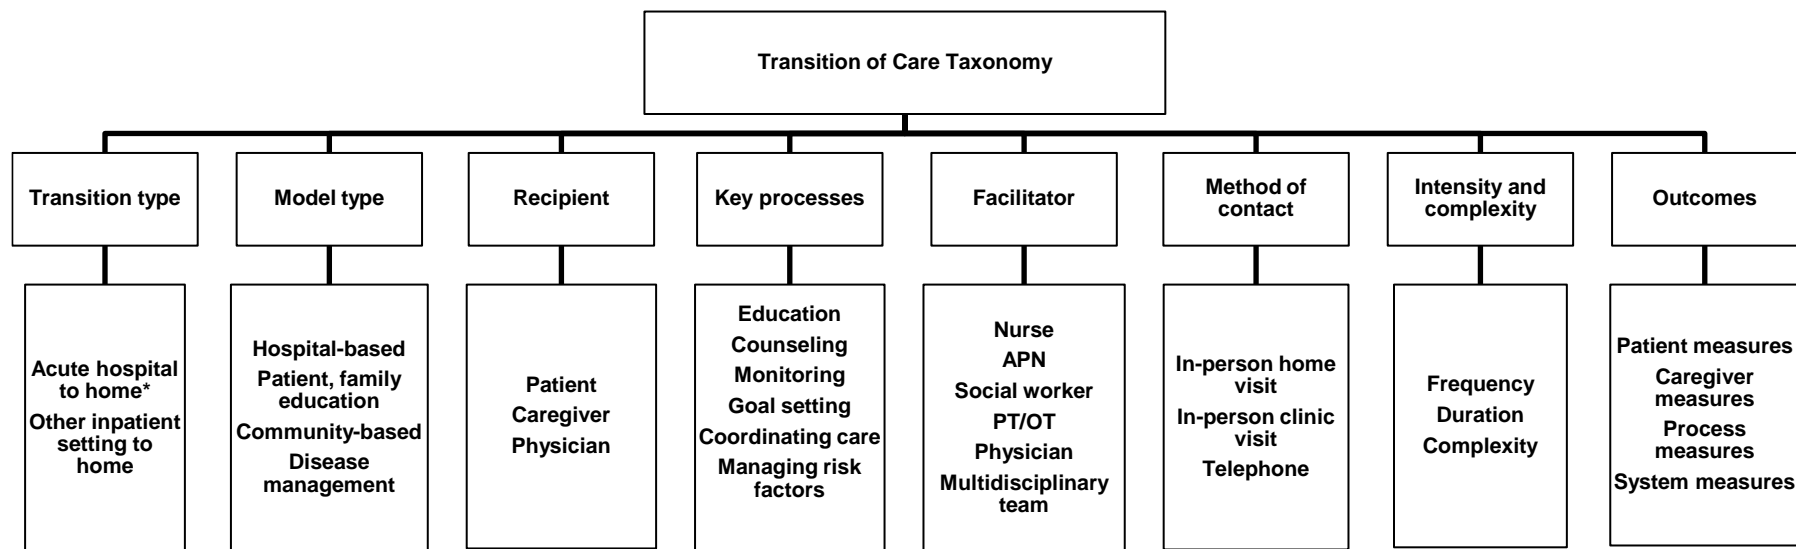 Transition of Care Taxonomy
Transition type
Model type
Recipient
Key processes
Facilitator
Method of
contact
Intensity and
complexity
Outcomes
Acute hospital
to home*
Other inpatient
setting to
home
Hospital-based
Patient, family
education
Community-based
Disease
management
Patient
Caregiver
Physician
Education
Counseling
Monitoring
Goal setting
Coordinating care
Managing risk
factors
Nurse
APN
Social worker
PT/OT
Physician
Multidisciplinary
team
In-person home
visit
In-person clinic
visit
Telephone
Frequency
Duration
Complexity
Patient measures
Caregiver
measures
Process
measures
System measures